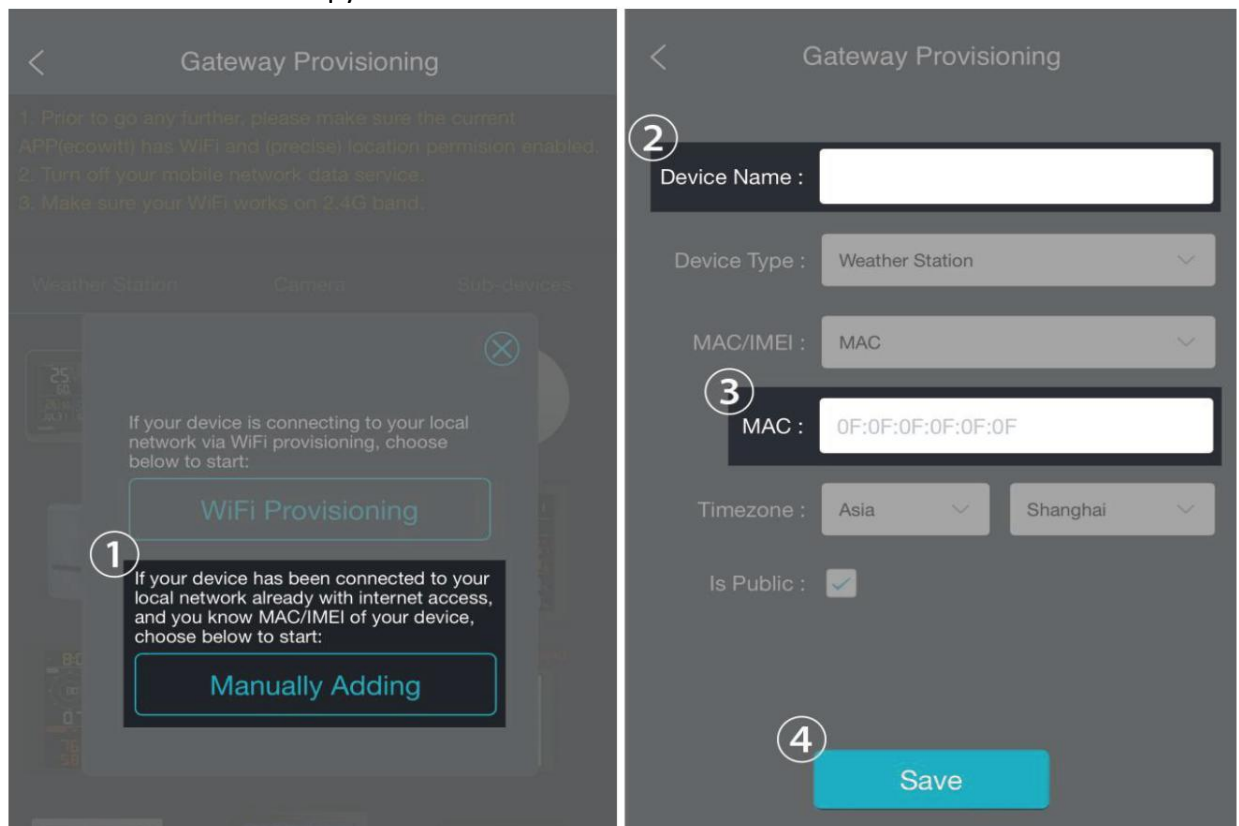 py
Gateway Provisioning
1. Prior to go any further, please make sure the current
APP(ecowitt) has WiFi and (precise) location permision enabled.
2. Turn off your mobile network data service.
3. Make sure your WiFi works on 2.4G band.
Weather Station Camera Sub-devices
If your device is connecting to your local
network via WiFi provisioning, choose
below to start:
WiFi Provisioning
①
If your device has been connected to your
local network already with internet access,
and you know MAC/IMEI of your device,
choose below to start:
Manually Adding
Gateway Provisioning
②
Device Name :
Device Type : Weather Station
MAC/IMEI : MAC
③
MAC : 0F:0F:0F:0F:0F:0F
Timezone : Asia Shanghai
Is Public :
④
Save